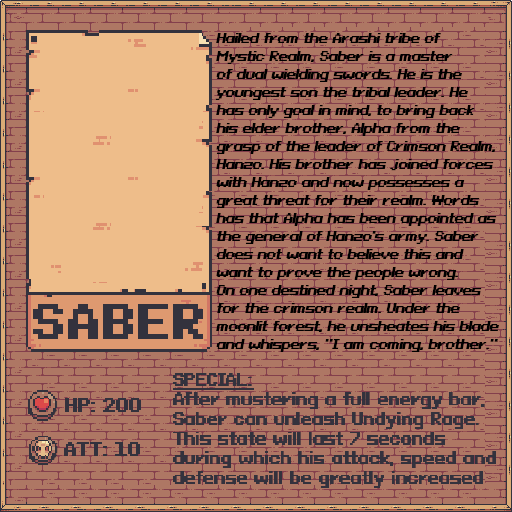 Hailed from the Arashi tribe of
Mystic Realm, Saber is a master
of dual wielding swords. He is the
youngest son the tribal leader. He
has only goal in mind, to bring back
his elder brother, Alpha from the
grasp of the leader of Crimson Realm,
Hanzo. His brother has joined forces
with Hanzo and now possesses a
great threat for their realm. Words
has that Alpha has been appointed as
the general of Hanzo's army. Saber
does not want to believe this and
want to prove the people wrong.
On one destined night, Saber leaves
for the crimson realm. Under the
moonlit forest, he unsheates his blade
and whispers, "I am coming, brother."
SABER
HP: 200
ATT: 10
SPECIAL:
After mustering a full energy bar,
Saber can unleash Undying Rage.
This state will last 7 seconds
during which his attack, speed and
defense will be greatly increased.